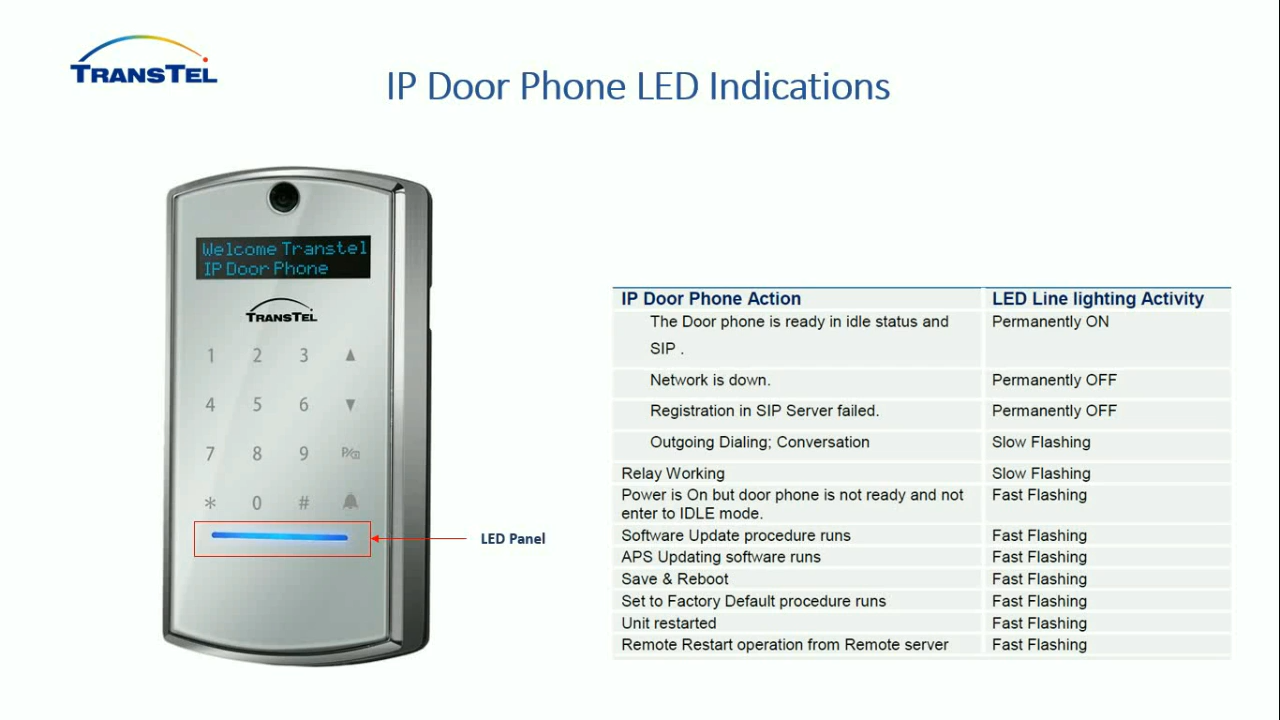 TRANSTEL
IP Door Phone LED Indications
Welcome Transtel
IP Door Phone
TRANSTEL
1 2 3 ▲
4 5 6 ▼
7 8 9
* 0 #
LED Panel
IP Door Phone Action LED Line lighting Activity
The Door phone is ready in idle status and Permanently ON
SIP .
Network is down. Permanently OFF
Registration in SIP Server failed. Permanently OFF
Outgoing Dialing; Conversation Slow Flashing
Relay Working Slow Flashing
Power is On but door phone is not ready and not Fast Flashing
enter to IDLE mode.
Software Update procedure runs Fast Flashing
APS Updating software runs Fast Flashing
Save & Reboot Fast Flashing
Set to Factory Default procedure runs Fast Flashing
Unit restarted Fast Flashing
Remote Restart operation from Remote server Fast Flashing